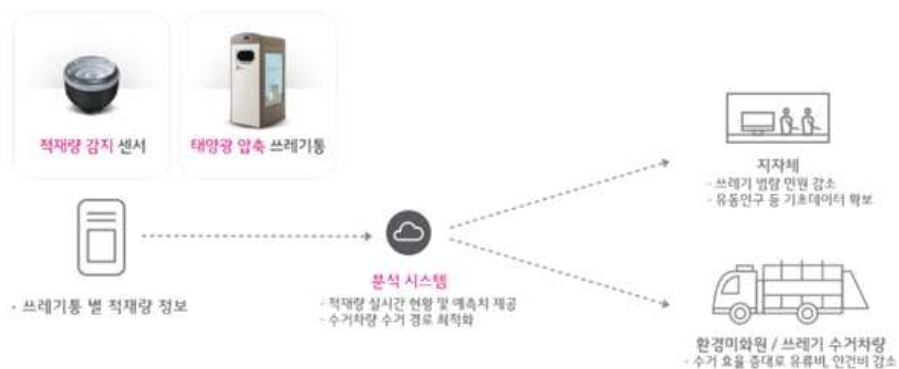 적재량 감지 센서
태양광 압축 쓰레기통
· 쓰레기통 별 적재량 정보
분석 시스템
- 적재량 실시간 현황 및 예측치 제공
- 수거차량 수거 경로 최적화
지자체
- 쓰레기 범람 민원 감소
- 유동인구 등 기초데이터 확보
환경미화원 / 쓰레기 수거차량
- 수거 효율 증대로 유류비, 인건비 감소